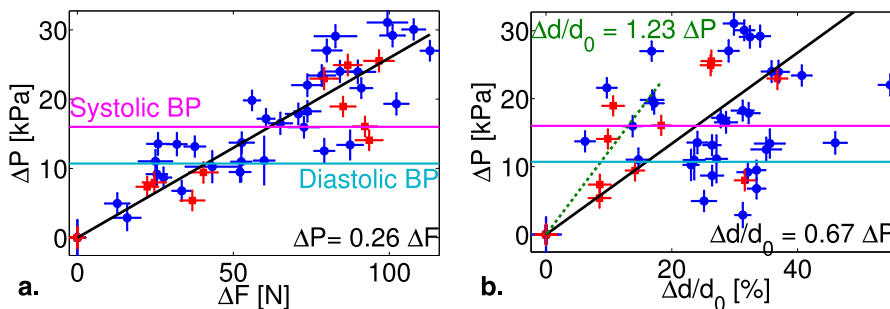 30
20
10
0
ΔP [kPa]
Systolic BP
Diastolic BP
ΔP= 0.26 ΔF
0
50
100
a.
ΔF [N]
30
20
10
0
ΔP [kPa]
Δd/d0 = 1.23 ΔP
Δd/d0 = 0.67 ΔF
0
20
40
b.
Δd/d0 [%]